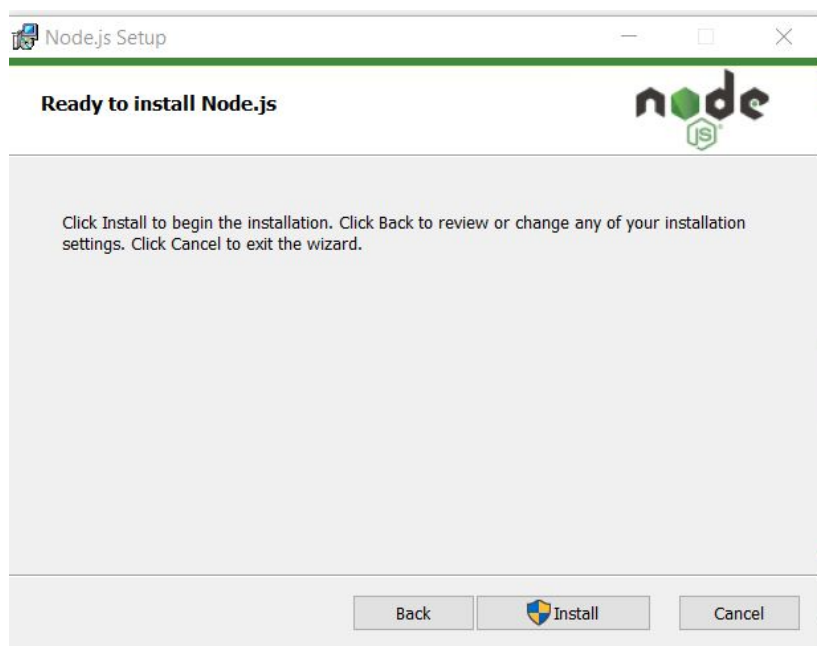 Node.js Setup
Ready to install Node.js
node
JS
Click Install to begin the installation. Click Back to review or change any of your installation
settings. Click Cancel to exit the wizard.
Back
Install
Cancel